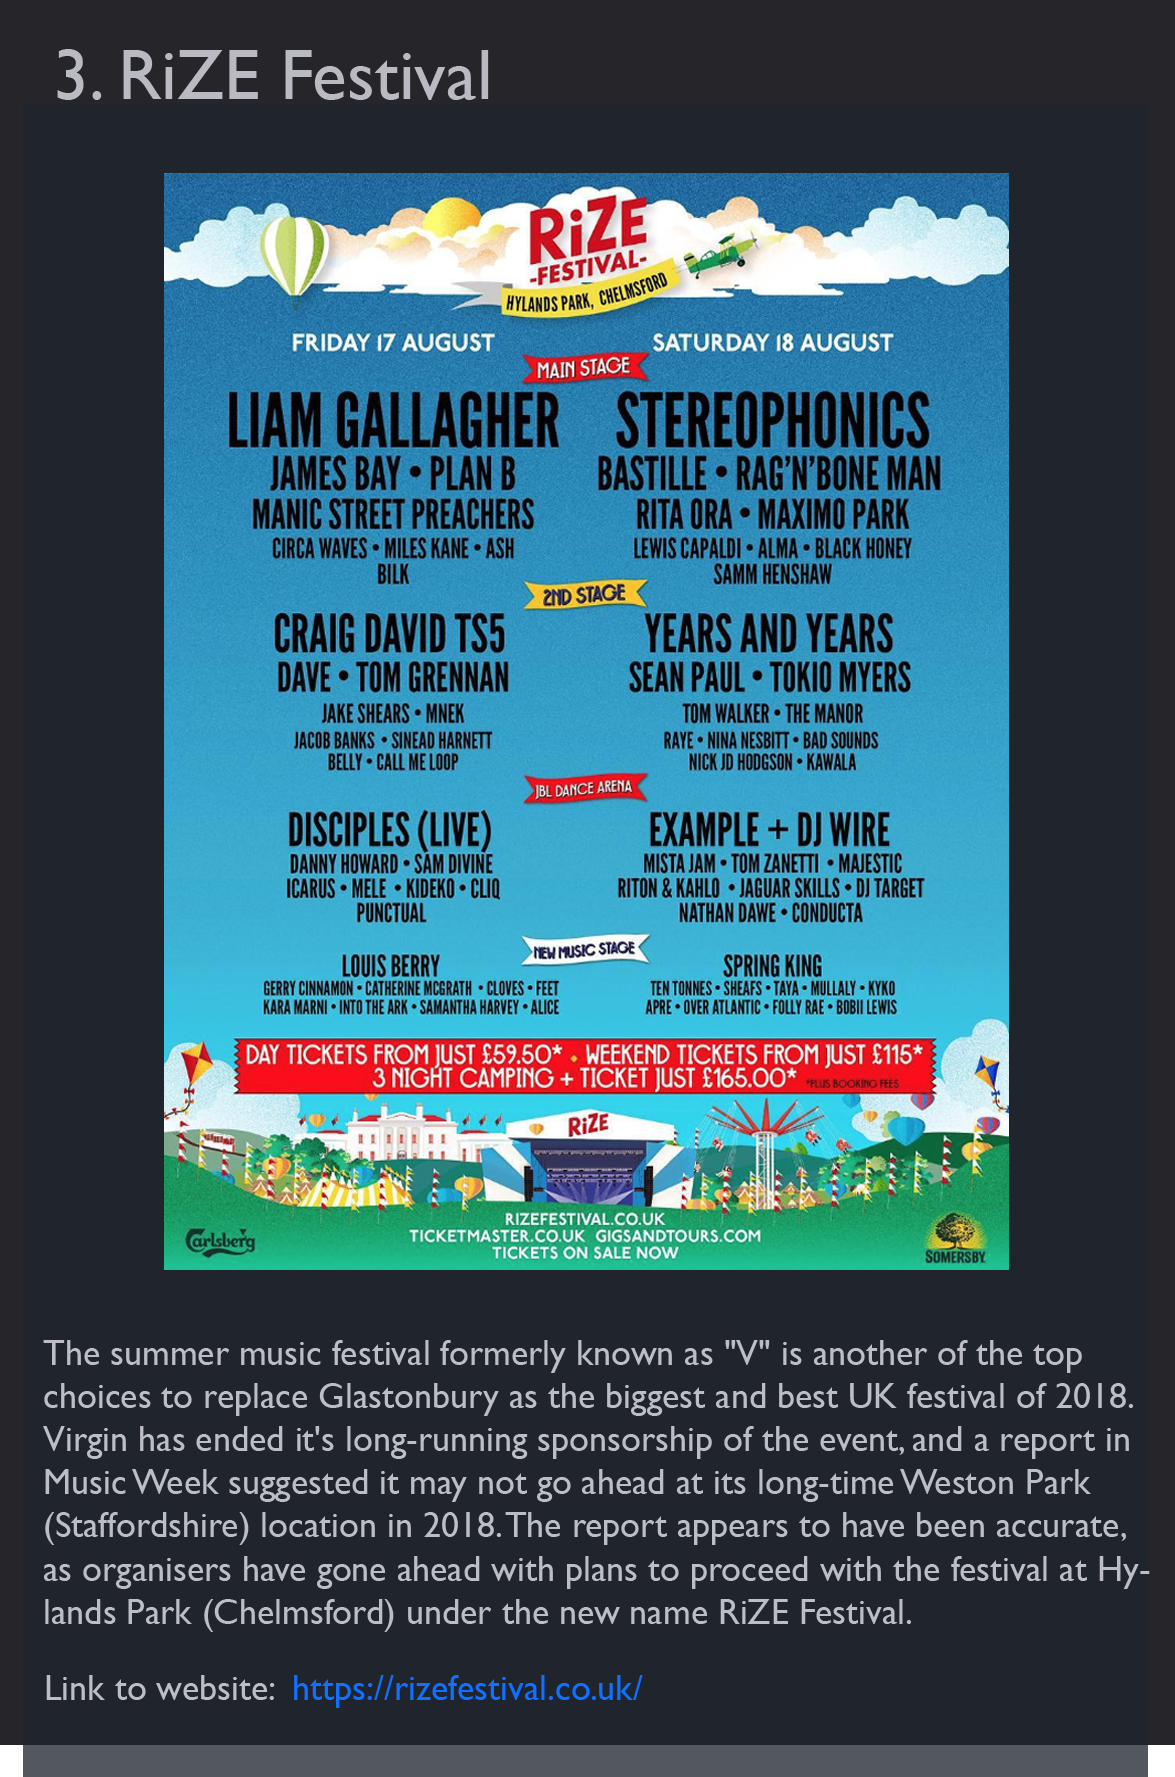 3. RiZE Festival
RiZE
-FESTIVAL-
HYLANDS PARK, CHELMSFORD
FRIDAY 17 AUGUST
SATURDAY 18 AUGUST
MAIN STAGE
LIAM GALLAGHER
STEREOPHONICS
JAMES BAY • PLAN B
BASTILLE • RAG'N'BONE MAN
MANIC STREET PREACHERS
RITA ORA • MAXIMO PARK
CIRCA WAVES • MILES KANE • ASH
LEWIS CAPALDI • ALMA • BLACK HONEY
BILK
SAMM HENSHAW
2ND STAGE
CRAIG DAVID TS5
YEARS AND YEARS
DAVE • TOM GRENNAN
SEAN PAUL • TOKIO MYERS
JAKE SHEARS • MNEK
TOM WALKER • THE MANOR
JACOB BANKS • SINEAD HARNETT
RAYE • NINA NESBITT • BAD SOUNDS
BELLY • CALL ME LOOP
NICK JD HODGSON • KAWALA
JBL DANCE ARENA
DISCIPLES (LIVE)
EXAMPLE + DJ WIRE
DANNY HOWARD • SAM DIVINE
MISTA JAM • TOM ZANETTI • MAJESTIC
ICARUS • MELE • KIDEKO • CLIQ
RITON & KAHLO • JAGUAR SKILLS • DJ TARGET
PUNCTUAL
NATHAN DAWE • CONDUCTA
NEW MUSIC STAGE
LOUIS BERRY
SPRING KING
GERRY CINNAMON • CATHERINE MCGRATH • CLOVES • FEET
TEN TONNES • SHEAFS • TAYA • MULLALY • KYKO
KARA MARNI • INTO THE ARK • SAMANTHA HARVEY • ALICE
APRE • OVER ATLANTIC • FOLLY RAE • BOBII LEWIS
DAY TICKETS FROM JUST £59.50* • WEEKEND TICKETS FROM JUST £115*
3 NIGHT CAMPING + TICKET JUST £165.00* *PLUS BOOKING FEES
RiZE
RIZEFESTIVAL.CO.UK
TICKETMASTER.CO.UK GIGSANDTOURS.COM
TICKETS ON SALE NOW
Carlsberg
SOMERSBY
The summer music festival formerly known as "V" is another of the top
choices to replace Glastonbury as the biggest and best UK festival of 2018.
Virgin has ended it's long-running sponsorship of the event, and a report in
Music Week suggested it may not go ahead at its long-time Weston Park
(Staffordshire) location in 2018. The report appears to have been accurate,
as organisers have gone ahead with plans to proceed with the festival at Hy-
lands Park (Chelmsford) under the new name RiZE Festival.
Link to website: https://rizefestival.co.uk/